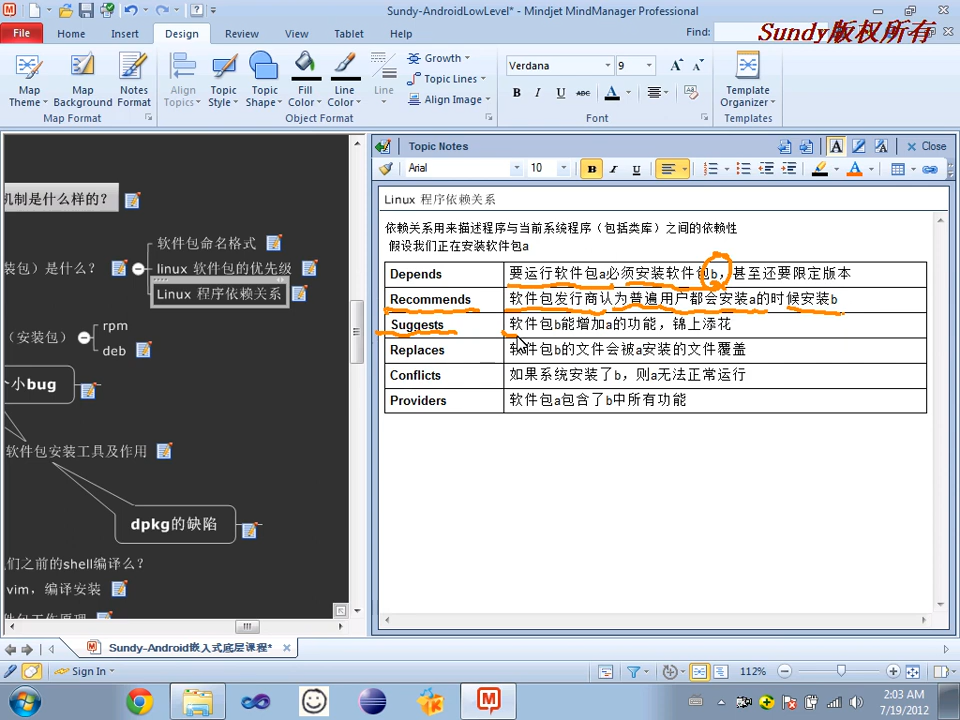 Sundy-AndroidLowLevel* - Mindjet MindManager Professional
File Home Insert Design Review View Tablet Help Find:
Sundy版权所有
Map Theme
Map Background
Notes Format
Map Format
Align Topics
Topic Style
Topic Shape
Fill Color
Line Color
Line
Growth
Topic Lines
Align Image
Object Format
Verdana 9
B I U ABC A
Font
Template Organizer
Templates
Topic Notes
Close
Arial 10 B I U
机制是什么样的?
软件包命名格式
装包）是什么?
linux 软件包的优先级
Linux 程序依赖关系
（安装包）
rpm
deb
个小bug
软件包安装工具及作用
dpkg的缺陷
们之前的shell编译么?
vim，编译安装
Linux 程序依赖关系
依赖关系用来描述程序与当前系统程序（包括类库）之间的依赖性
假设我们正在安装软件包a
Depends 要运行软件包a必须安装软件包b，甚至还要限定版本
Recommends 软件包发行商认为普遍用户都会安装a的时候安装b
Suggests 软件包b能增加a的功能，锦上添花
Replaces 软件包b的文件会被a安装的文件覆盖
Conflicts 如果系统安装了b，则a无法正常运行
Providers 软件包a包含了b中所有功能
Sundy-Android嵌入式底层课程*
Sign In
112%
2:03 AM
7/19/2012